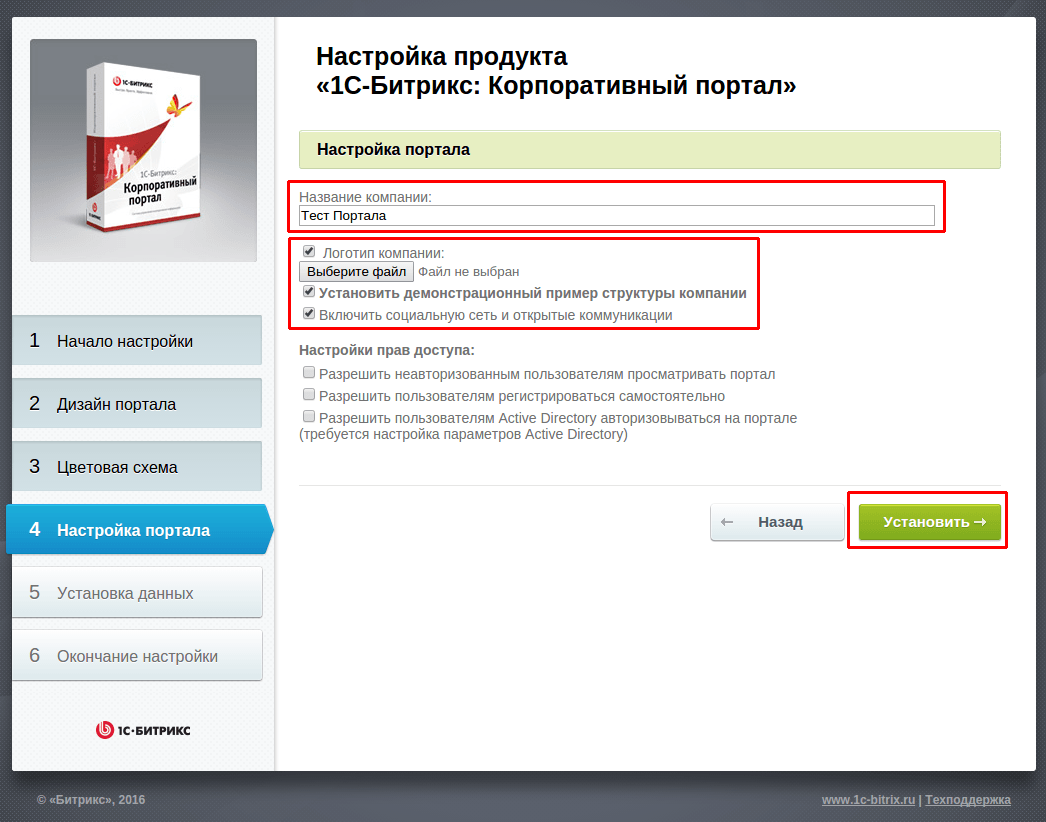 Настройка продукта
«1С-Битрикс: Корпоративный портал»
1С·БИТРИКС
1С-Битрикс:
Корпоративный
портал
1 Начало настройки
2 Дизайн портала
3 Цветовая схема
4 Настройка портала
5 Установка данных
6 Окончание настройки
1С·БИТРИКС
Настройка портала
Название компании:
Тест Портала
Логотип компании:
Выберите файл Файл не выбран
Установить демонстрационный пример структуры компании
Включить социальную сеть и открытые коммуникации
Настройки прав доступа:
Разрешить неавторизованным пользователям просматривать портал
Разрешить пользователям регистрироваться самостоятельно
Разрешить пользователям Active Directory авторизовываться на портале
(требуется настройка параметров Active Directory)
← Назад
Установить →
© «Битрикс», 2016
www.1c-bitrix.ru | Техподдержка